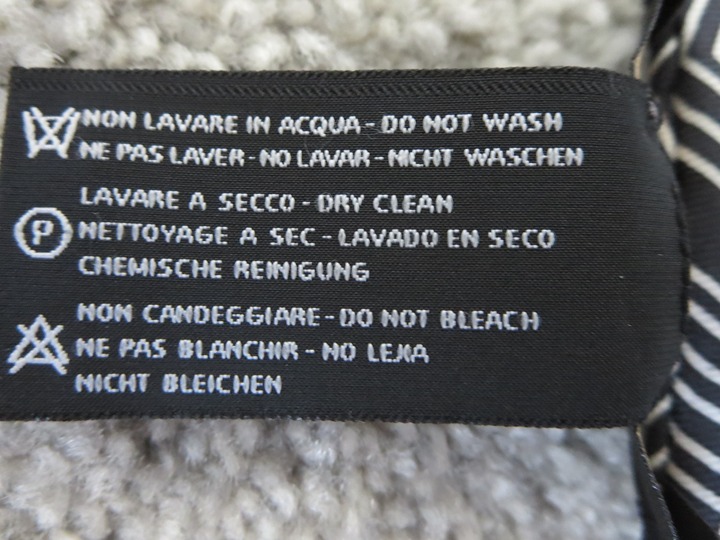 NON LAVARE IN ACQUA - DO NOT WASH
NE PAS LAVER - NO LAVAR - NICHT WASCHEN
LAVARE A SECCO - DRY CLEAN
P NETTOYAGE A SEC - LAVADO EN SECO
CHEMISCHE REINIGUNG
NON CANDEGGIARE - DO NOT BLEACH
NE PAS BLANCHIR - NO LEJIA
NICHT BLEICHEN